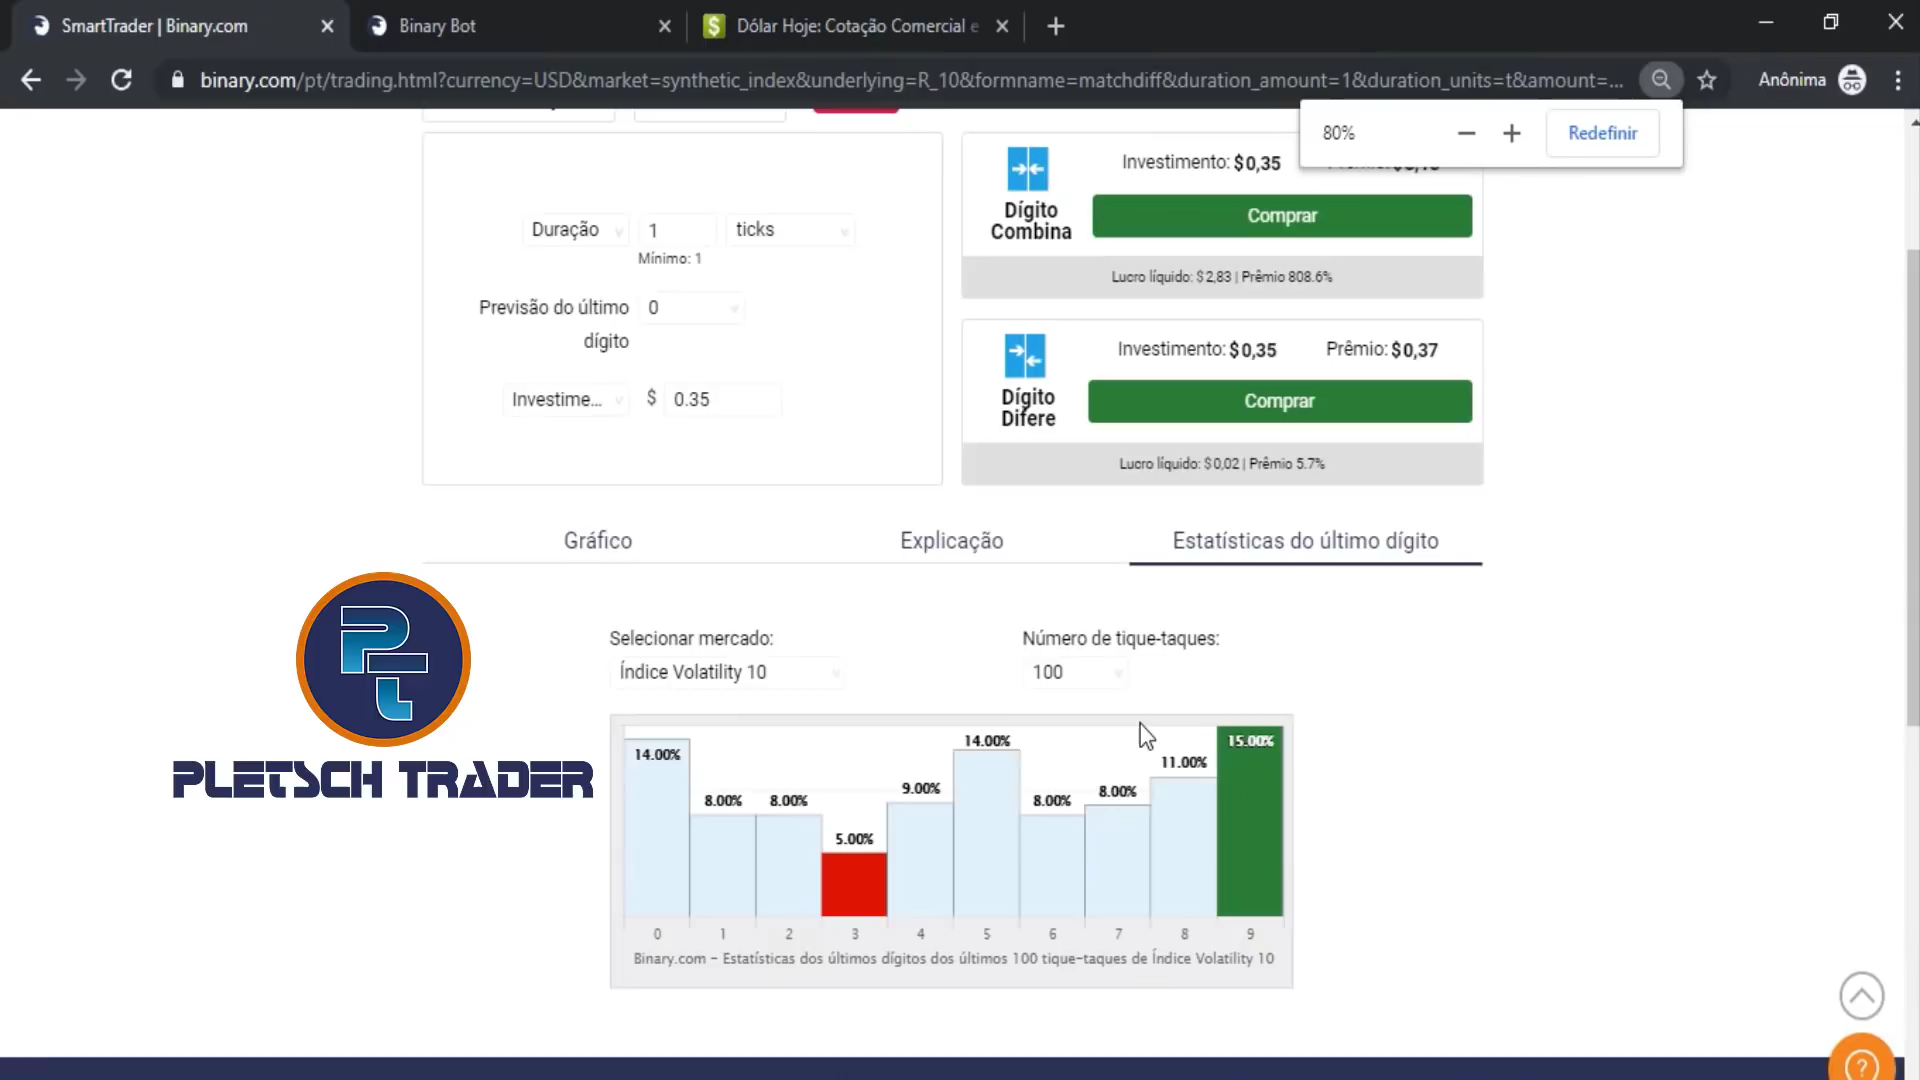 SmartTrader | Binary.com
Binary Bot
Dólar Hoje: Cotação Comercial e
binary.com/pt/trading.html?currency=USD&market=synthetic_index&underlying=R_10&formname=matchdiff&duration_amount=1&duration_units=t&amount=...
Anônima
80%
Redefinir
Investimento: $0,35
Dígito
Combina
Comprar
Lucro líquido: $2,83 | Prêmio 808.6%
Duração
1
ticks
Mínimo: 1
Previsão do último
dígito
0
Investime...
$
0.35
Investimento: $0,35
Prêmio: $0,37
Dígito
Difere
Comprar
Lucro líquido: $0,02 | Prêmio 5.7%
Gráfico
Explicação
Estatísticas do último dígito
PLETSCH TRADER
Selecionar mercado:
Índice Volatility 10
Número de tique-taques:
100
14.00%
8.00%
8.00%
5.00%
9.00%
14.00%
8.00%
8.00%
11.00%
15.00%
0 1 2 3 4 5 6 7 8 9
Binary.com - Estatísticas dos últimos dígitos dos últimos 100 tique-taques de Índice Volatility 10
?